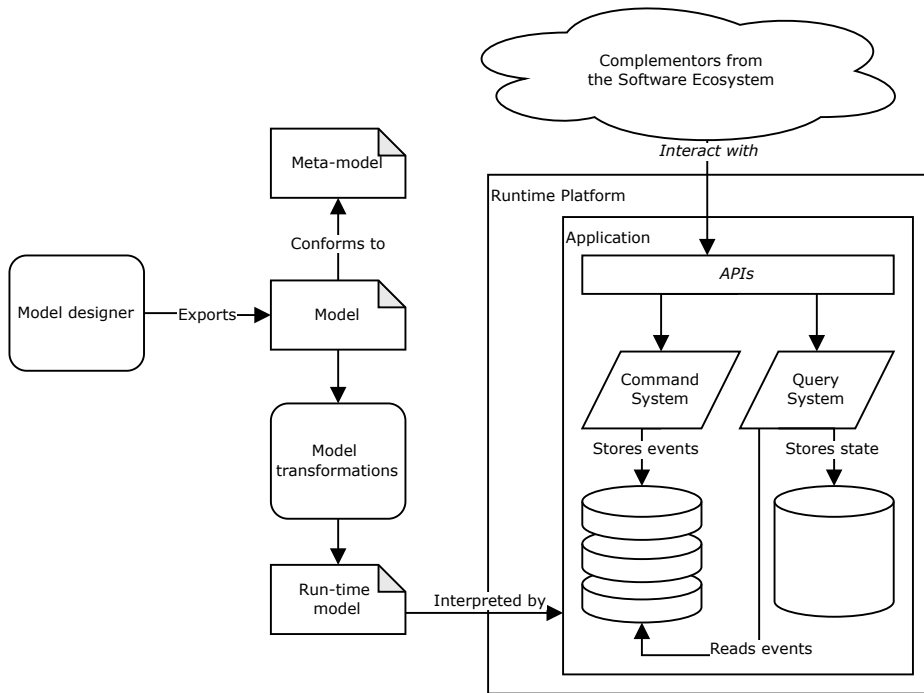 Complementors from
the Software Ecosystem
Interact with
Meta-model
Runtime Platform
Conforms to
Application
APIs
Model designer
Exports
Model
Command
System
Query
System
Model
transformations
Stores events
Stores state
Run-time
model
Interpreted by
Reads events